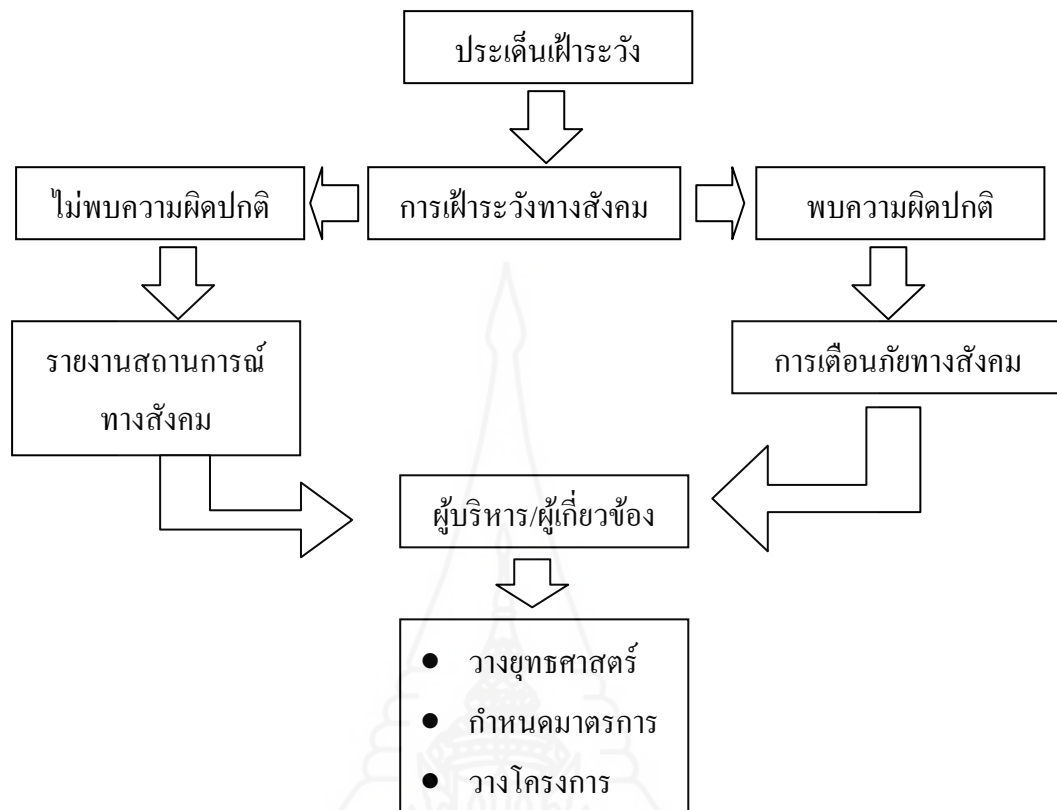 ประเด็นเฝ้าระวัง
ไม่พบความผิดปกติ
การเฝ้าระวังทางสังคม
พบความผิดปกติ
รายงานสถานการณ์
ทางสังคม
การเตือนภัยทางสังคม
ผู้บริหาร/ผู้เกี่ยวข้อง
● วางยุทธศาสตร์
● กำหนดมาตรการ
● วางโครงการ